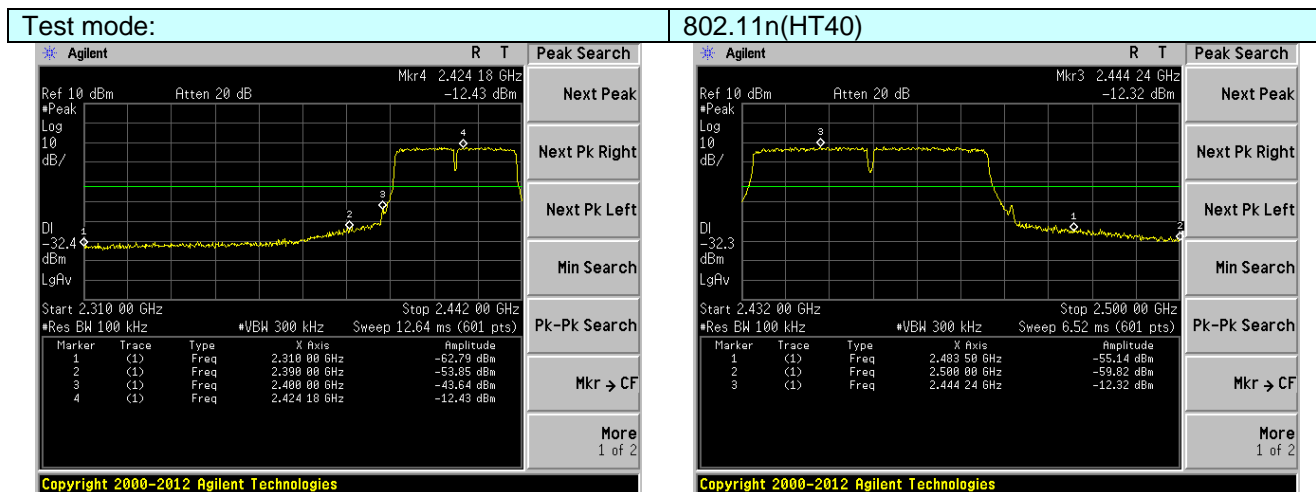 Test mode: 802.11n(HT40)
Agilent R T Peak Search
Mkr4 2.424 18 GHz
Ref 10 dBm Atten 20 dB -12.43 dBm
#Peak
Log
10
dB/
DI
-32.4
dBm
LgAv
1
2
3
4
Start 2.310 00 GHz Stop 2.442 00 GHz
#Res BW 100 kHz #VBW 300 kHz Sweep 12.64 ms (601 pts)
Marker Trace Type X Axis Amplitude
1 (1) Freq 2.310 00 GHz -62.79 dBm
2 (1) Freq 2.390 00 GHz -53.85 dBm
3 (1) Freq 2.400 00 GHz -43.64 dBm
4 (1) Freq 2.424 18 GHz -12.43 dBm
Next Peak
Next Pk Right
Next Pk Left
Min Search
Pk-Pk Search
Mkr → CF
More
1 of 2
Copyright 2000-2012 Agilent Technologies
Agilent R T Peak Search
Mkr3 2.444 24 GHz
Ref 10 dBm Atten 20 dB -12.32 dBm
#Peak
Log
10
dB/
DI
-32.3
dBm
LgAv
3
1
2
Start 2.432 00 GHz Stop 2.500 00 GHz
#Res BW 100 kHz #VBW 300 kHz Sweep 6.52 ms (601 pts)
Marker Trace Type X Axis Amplitude
1 (1) Freq 2.483 50 GHz -55.14 dBm
2 (1) Freq 2.500 00 GHz -59.82 dBm
3 (1) Freq 2.444 24 GHz -12.32 dBm
Next Peak
Next Pk Right
Next Pk Left
Min Search
Pk-Pk Search
Mkr → CF
More
1 of 2
Copyright 2000-2012 Agilent Technologies